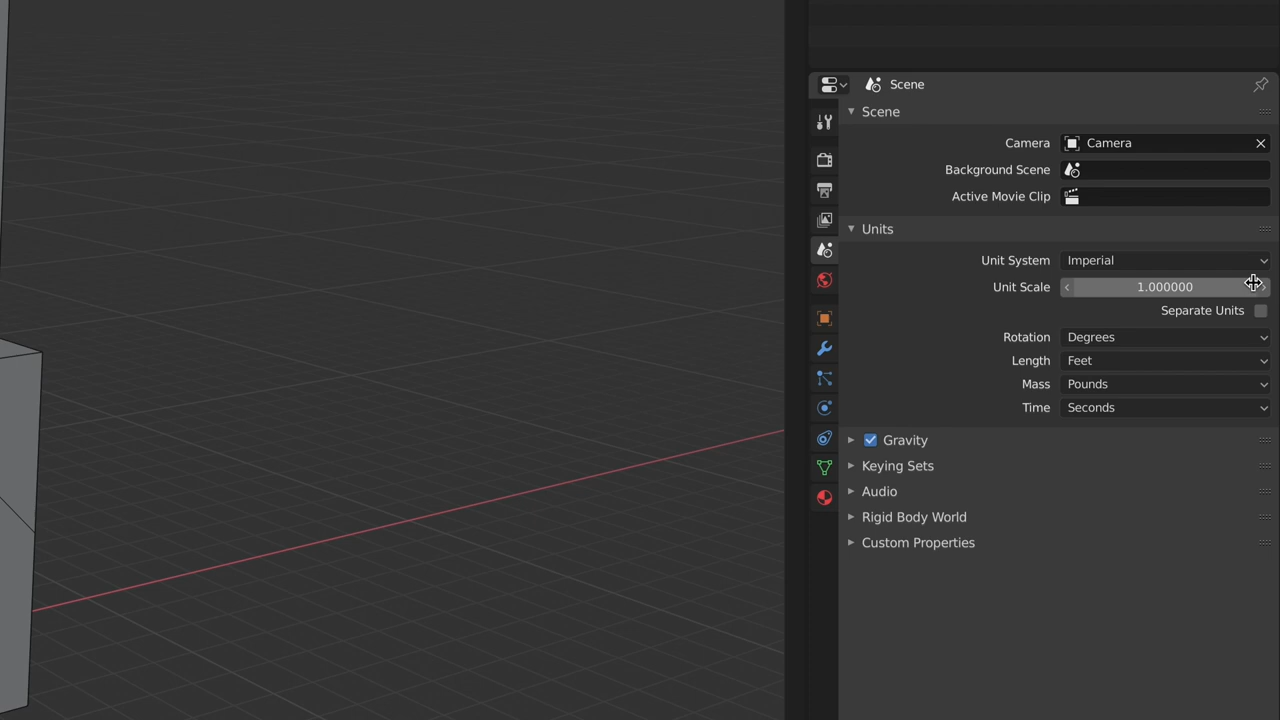 Scene
Scene
Camera Camera
Background Scene
Active Movie Clip
Units
Unit System Imperial
Unit Scale 1.000000
Separate Units
Rotation Degrees
Length Feet
Mass Pounds
Time Seconds
Gravity
Keying Sets
Audio
Rigid Body World
Custom Properties